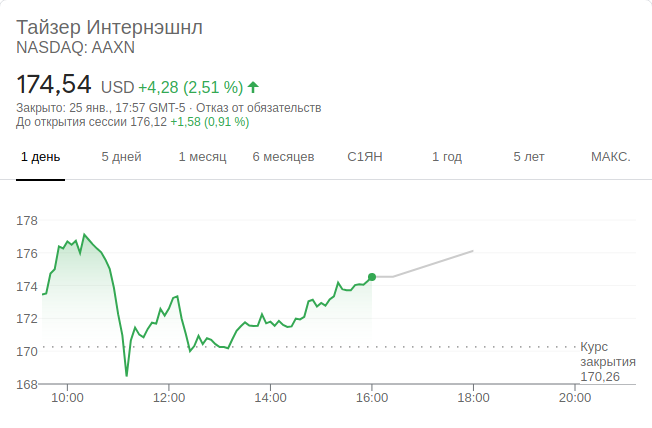 Тайзер Интернэшнл
NASDAQ: AAXN
174,54 USD +4,28 (2,51 %)
Закрыто: 25 янв., 17:57 GMT-5 · Отказ от обязательств
До открытия сессии 176,12 +1,58 (0,91 %)
1 день 5 дней 1 месяц 6 месяцев С1ЯН 1 год 5 лет МАКС.
178
176
174
172
170
168
Курс
закрытия
170,26
10:00 12:00 14:00 16:00 18:00 20:00